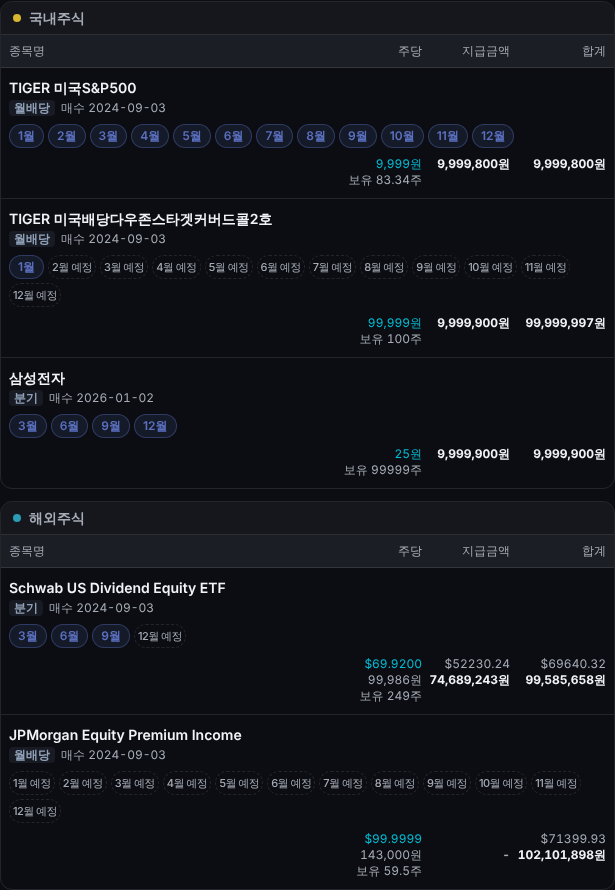 국내주식
종목명 주당 지급금액 합계
TIGER 미국S&P500
월배당 매수 2024-09-03
1월 2월 3월 4월 5월 6월 7월 8월 9월 10월 11월 12월
9,999원 9,999,800원 9,999,800원
보유 83.34주
TIGER 미국배당다우존스타겟커버드콜2호
월배당 매수 2024-09-03
1월 2월 예정 3월 예정 4월 예정 5월 예정 6월 예정 7월 예정 8월 예정 9월 예정 10월 예정 11월 예정
12월 예정
99,999원 9,999,900원 99,999,997원
보유 100주
삼성전자
분기 매수 2026-01-02
3월 6월 9월 12월
25원 9,999,900원 9,999,900원
보유 99999주
해외주식
종목명 주당 지급금액 합계
Schwab US Dividend Equity ETF
분기 매수 2024-09-03
3월 6월 9월 12월 예정
$69.9200 $52230.24 $69640.32
99,986원 74,689,243원 99,585,658원
보유 249주
JPMorgan Equity Premium Income
월배당 매수 2024-09-03
1월 예정 2월 예정 3월 예정 4월 예정 5월 예정 6월 예정 7월 예정 8월 예정 9월 예정 10월 예정 11월 예정
12월 예정
$99.9999 $71399.93
143,000원 - 102,101,898원
보유 59.5주